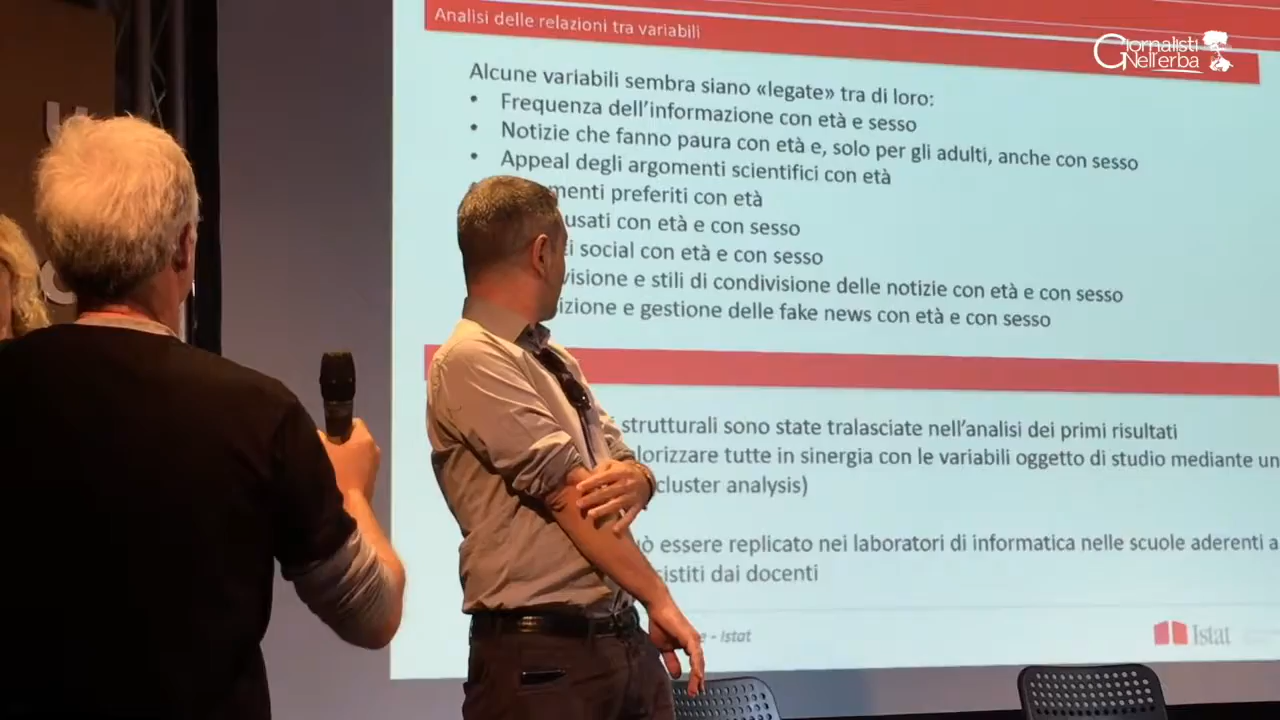 Analisi delle relazioni tra variabili
Giornalisti
Nell'erba
Alcune variabili sembra siano «legate» tra di loro:
• Frequenza dell'informazione con età e sesso
• Notizie che fanno paura con età e, solo per gli adulti, anche con sesso
• Appeal degli argomenti scientifici con età
preferiti con età
usati con età e con sesso
social con età e con sesso
e stili di condivisione delle notizie con età e con sesso
e gestione delle fake news con età e con sesso
strutturali sono state tralasciate nell'analisi dei primi risultati
tutte in sinergia con le variabili oggetto di studio mediante un
cluster analysis)
essere replicato nei laboratori di informatica nelle scuole aderenti a
dai docenti
- Istat
Istat